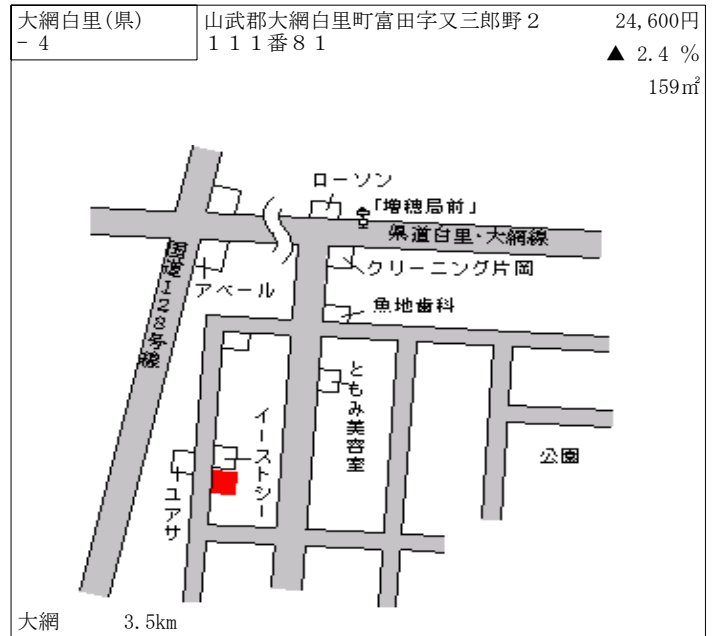 大網白里(県)
- 4
山武郡大網白里町富田字又三郎野２
１１１番８１
24,600円
▲ 2.4 %
159㎡
ローソン
「増穂局前」
県道白里・大網線
クリーニング片岡
アベール
国道128号線
魚地歯科
ともみ美容室
イーストシー
公園
ユアサ
大網 3.5km